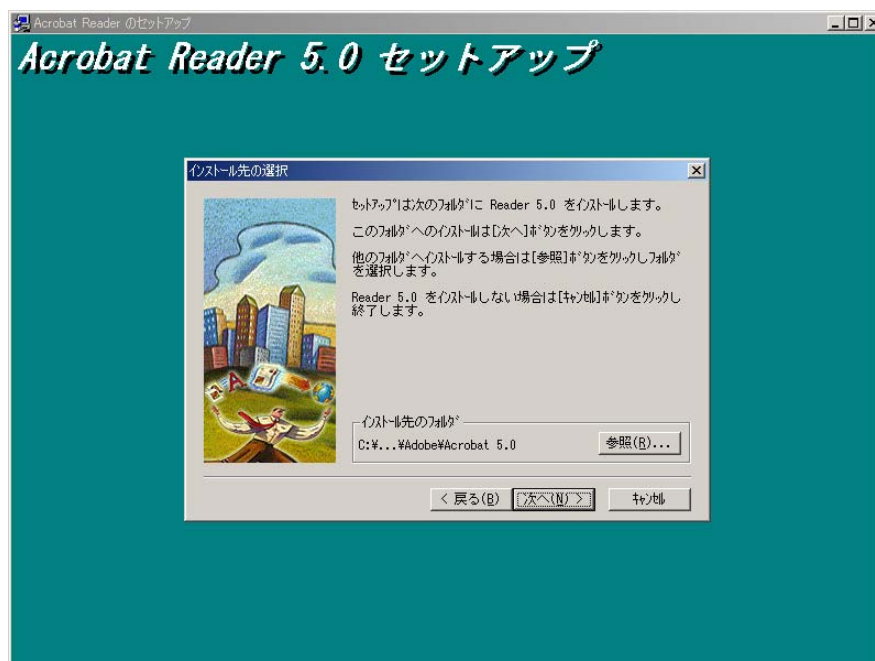 Acrobat Reader のセットアップ
Acrobat Reader 5.0 セットアップ
インストール先の選択
ｾｯﾄｱｯﾌﾟは次のﾌｫﾙﾀﾞに Reader 5.0 をｲﾝｽﾄｰﾙします。
このﾌｫﾙﾀﾞへのｲﾝｽﾄｰﾙは[次へ]ﾎﾞﾀﾝをｸﾘｯｸします。
他のﾌｫﾙﾀﾞへｲﾝｽﾄｰﾙする場合は[参照]ﾎﾞﾀﾝをｸﾘｯｸしﾌｫﾙﾀﾞ
を選択します。
Reader 5.0 をｲﾝｽﾄｰﾙしない場合は[ｷｬﾝｾﾙ]ﾎﾞﾀﾝをｸﾘｯｸし
終了します。
ｲﾝｽﾄｰﾙ先のﾌｫﾙﾀﾞ
C:¥...¥Adobe¥Acrobat 5.0
参照(R)...
< 戻る(B)
次へ(N) >
ｷｬﾝｾﾙ